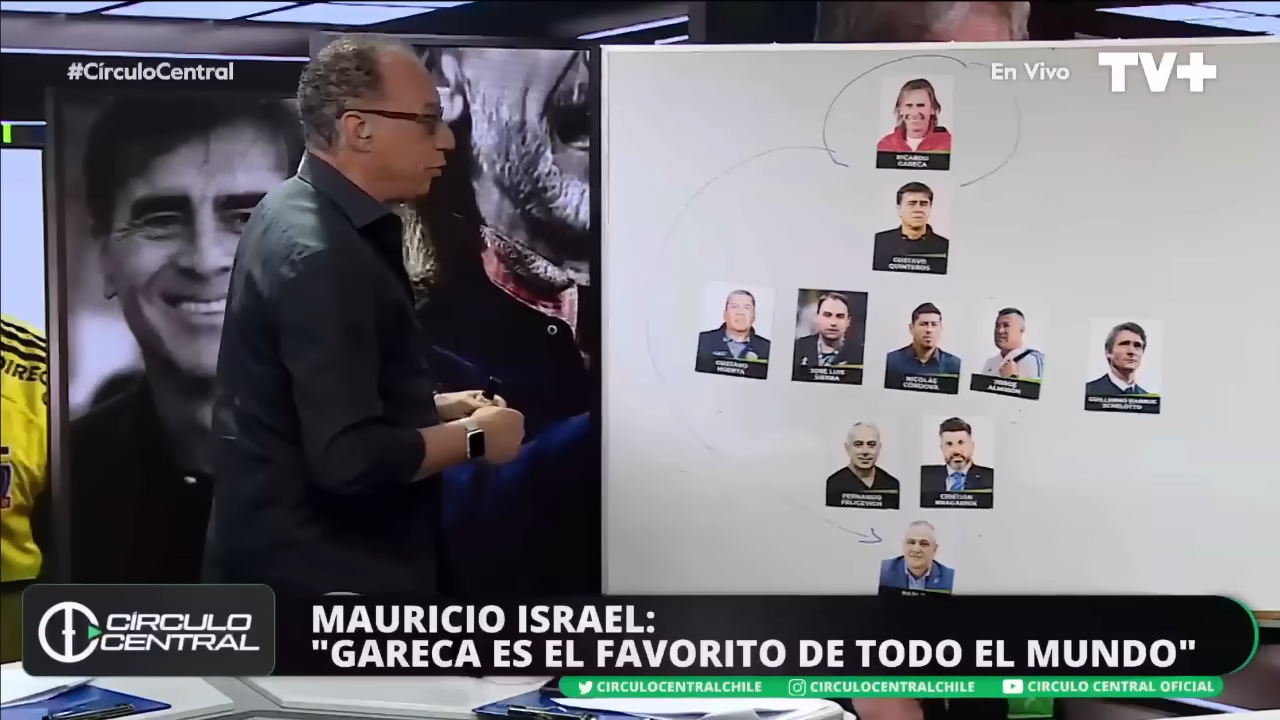 #CírculoCentral
En Vivo
TV+
RICARDO
GARECA
GUSTAVO
QUINTEROS
GUSTAVO
HUERTA
JOSÉ LUIS
SIERRA
NICOLÁS
CÓRDOVA
JORGE
ALMIRÓN
GUILLERMO BARROS
SCHELOTTO
FERNANDO
FELICEVICH
CRISTIAN
BRAGARNIK
CÍRCULO
CENTRAL
MAURICIO ISRAEL:
"GARECA ES EL FAVORITO DE TODO EL MUNDO"
CIRCULOCENTRALCHILE
CIRCULOCENTRALCHILE
CIRCULO CENTRAL OFICIAL